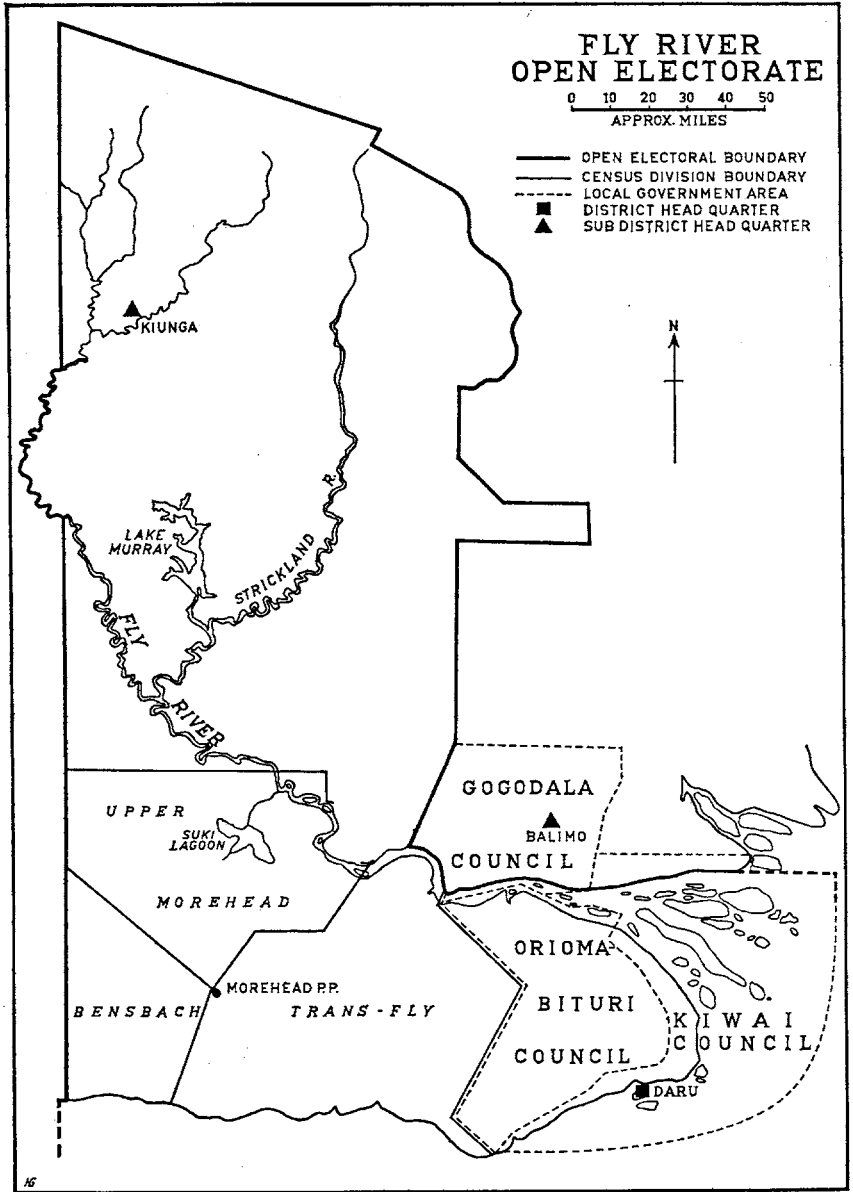 FLY RIVER
OPEN ELECTORATE
0 10 20 30 40 50
APPROX. MILES
OPEN ELECTORAL BOUNDARY
CENSUS DIVISION BOUNDARY
LOCAL GOVERNMENT AREA
DISTRICT HEAD QUARTER
SUB DISTRICT HEAD QUARTER
N
KIUNGA
LAKE
MURRAY
STRICKLAND R.
FLY
RIVER
UPPER
SUKI
LAGOON
MOREHEAD
GOGODALA
BALIMO
COUNCIL
MOREHEAD P.P.
BENSBACH
TRANS-FLY
ORIOMA
BITURI
COUNCIL
KIWAI
COUNCIL
DARU